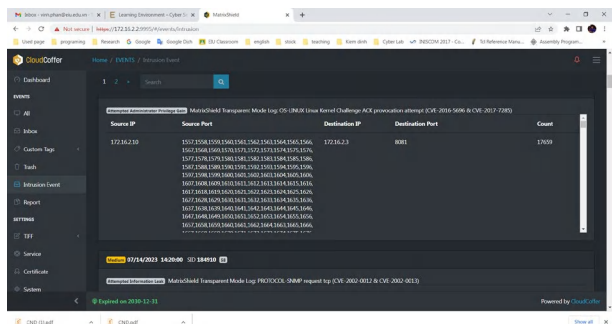 Inbox - vinn.phan@eiu.edu.vn -
Learning Environment – Cyber S
MatrixShield
Not secure | https://172.15.2.2:9995/#/events/intrusion
Used page programing Research Google Google Dich EIU Classroom english stock teaching Kinh dinh Cyber Lab INISCOM 2017 - Co... TcI Reference Manu... Assembly Program...
CloudCoffer
Home / EVENTS / Intrusion Event
Dashboard
1 2 » Search
EVENTS
All
Inbox
Custom Tags
Trash
Intrusion Event
Report
SETTINGS
TIFF
Service
Certificate
System
Attempted Administrator Privilege Gain MatrixShield Transparent Mode Log: OS-LINUX Linux Kernel Challenge ACK provocation attempt (CVE-2016-5696 & CVE-2017-7285)
Source IP Source Port Destination IP Destination Port Count
172.16.2.10 1557,1558,1559,1560,1561,1562,1563,1564,1565,1566, 172.16.2.3 8081 17659
1567,1568,1569,1570,1571,1572,1573,1574,1575,1576,
1577,1578,1579,1580,1581,1582,1583,1584,1585,1586,
1587,1588,1589,1590,1591,1592,1593,1594,1595,1596,
1597,1598,1599,1600,1601,1602,1603,1604,1605,1606,
1607,1608,1609,1610,1611,1612,1613,1614,1615,1616,
1617,1618,1619,1620,1621,1622,1623,1624,1625,1626,
1627,1628,1629,1630,1631,1632,1633,1634,1635,1636,
1637,1638,1639,1640,1641,1642,1643,1644,1645,1646,
1647,1648,1649,1650,1651,1652,1653,1654,1655,1656,
1657,1658,1659,1660,1661,1662,1663,1664,1665,1666,
Medium 07/14/2023 14:20:00 SID 184910
Attempted Information Leak MatrixShield Transparent Mode Log: PROTOCOL-SNMP request tcp (CVE-2002-0012 & CVE-2002-0013)
Expired on 2030-12-31
Powered by CloudCoffer
CND (1).pdf
CND.pdf
Show all